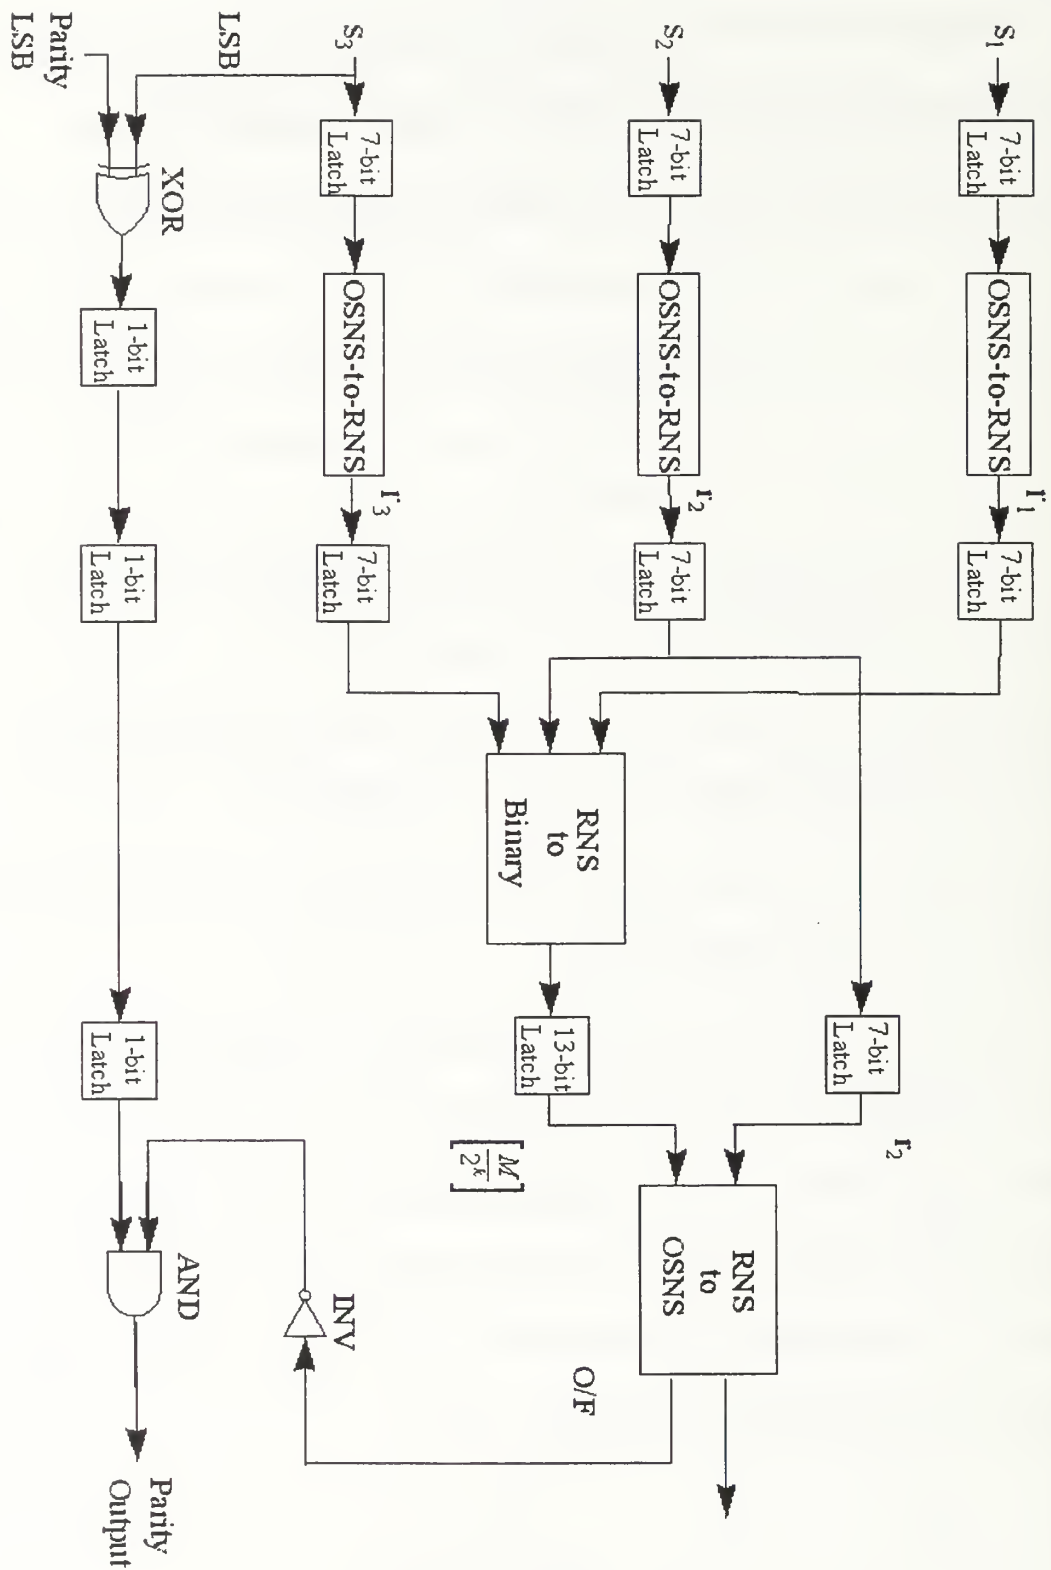 S1
7-bit
Latch
OSNS-to-RNS
r1
7-bit
Latch
S2
7-bit
Latch
OSNS-to-RNS
r2
7-bit
Latch
7-bit
Latch
r2
RNS
to
Binary
13-bit
Latch
[M/2^k]
RNS
to
OSNS
S3
7-bit
Latch
OSNS-to-RNS
r3
7-bit
Latch
O/F
INV
LSB
Parity
LSB
XOR
1-bit
Latch
1-bit
Latch
1-bit
Latch
AND
Parity
Output